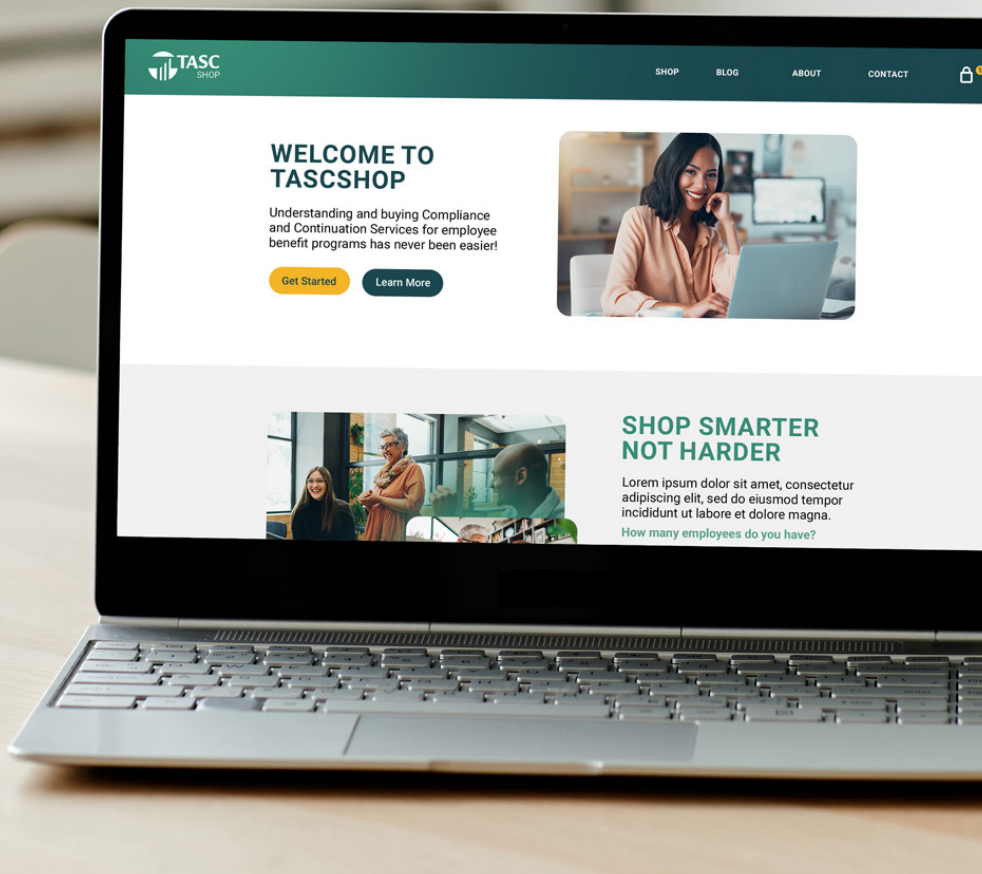 TASC
SHOP
SHOP BLOG ABOUT CONTACT
WELCOME TO
TASCSHOP
Understanding and buying Compliance
and Continuation Services for employee
benefit programs has never been easier!
Get Started Learn More
SHOP SMARTER
NOT HARDER
Lorem ipsum dolor sit amet, consectetur
adipiscing elit, sed do eiusmod tempor
incididunt ut labore et dolore magna.
How many employees do you have?